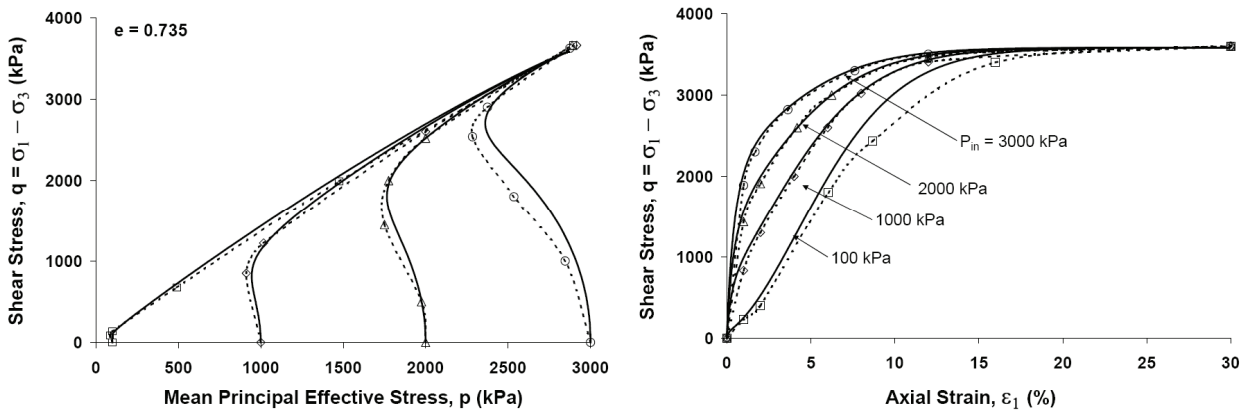 e = 0.735
Shear Stress, q = σ₁ − σ₃ (kPa)
4000
3000
2000
1000
0
0
500
1000
1500
2000
2500
3000
Mean Principal Effective Stress, p (kPa)
Shear Stress, q = σ₁ − σ₃ (kPa)
4000
3000
2000
1000
0
P_in = 3000 kPa
2000 kPa
1000 kPa
100 kPa
0
5
10
15
20
25
30
Axial Strain, ε₁ (%)